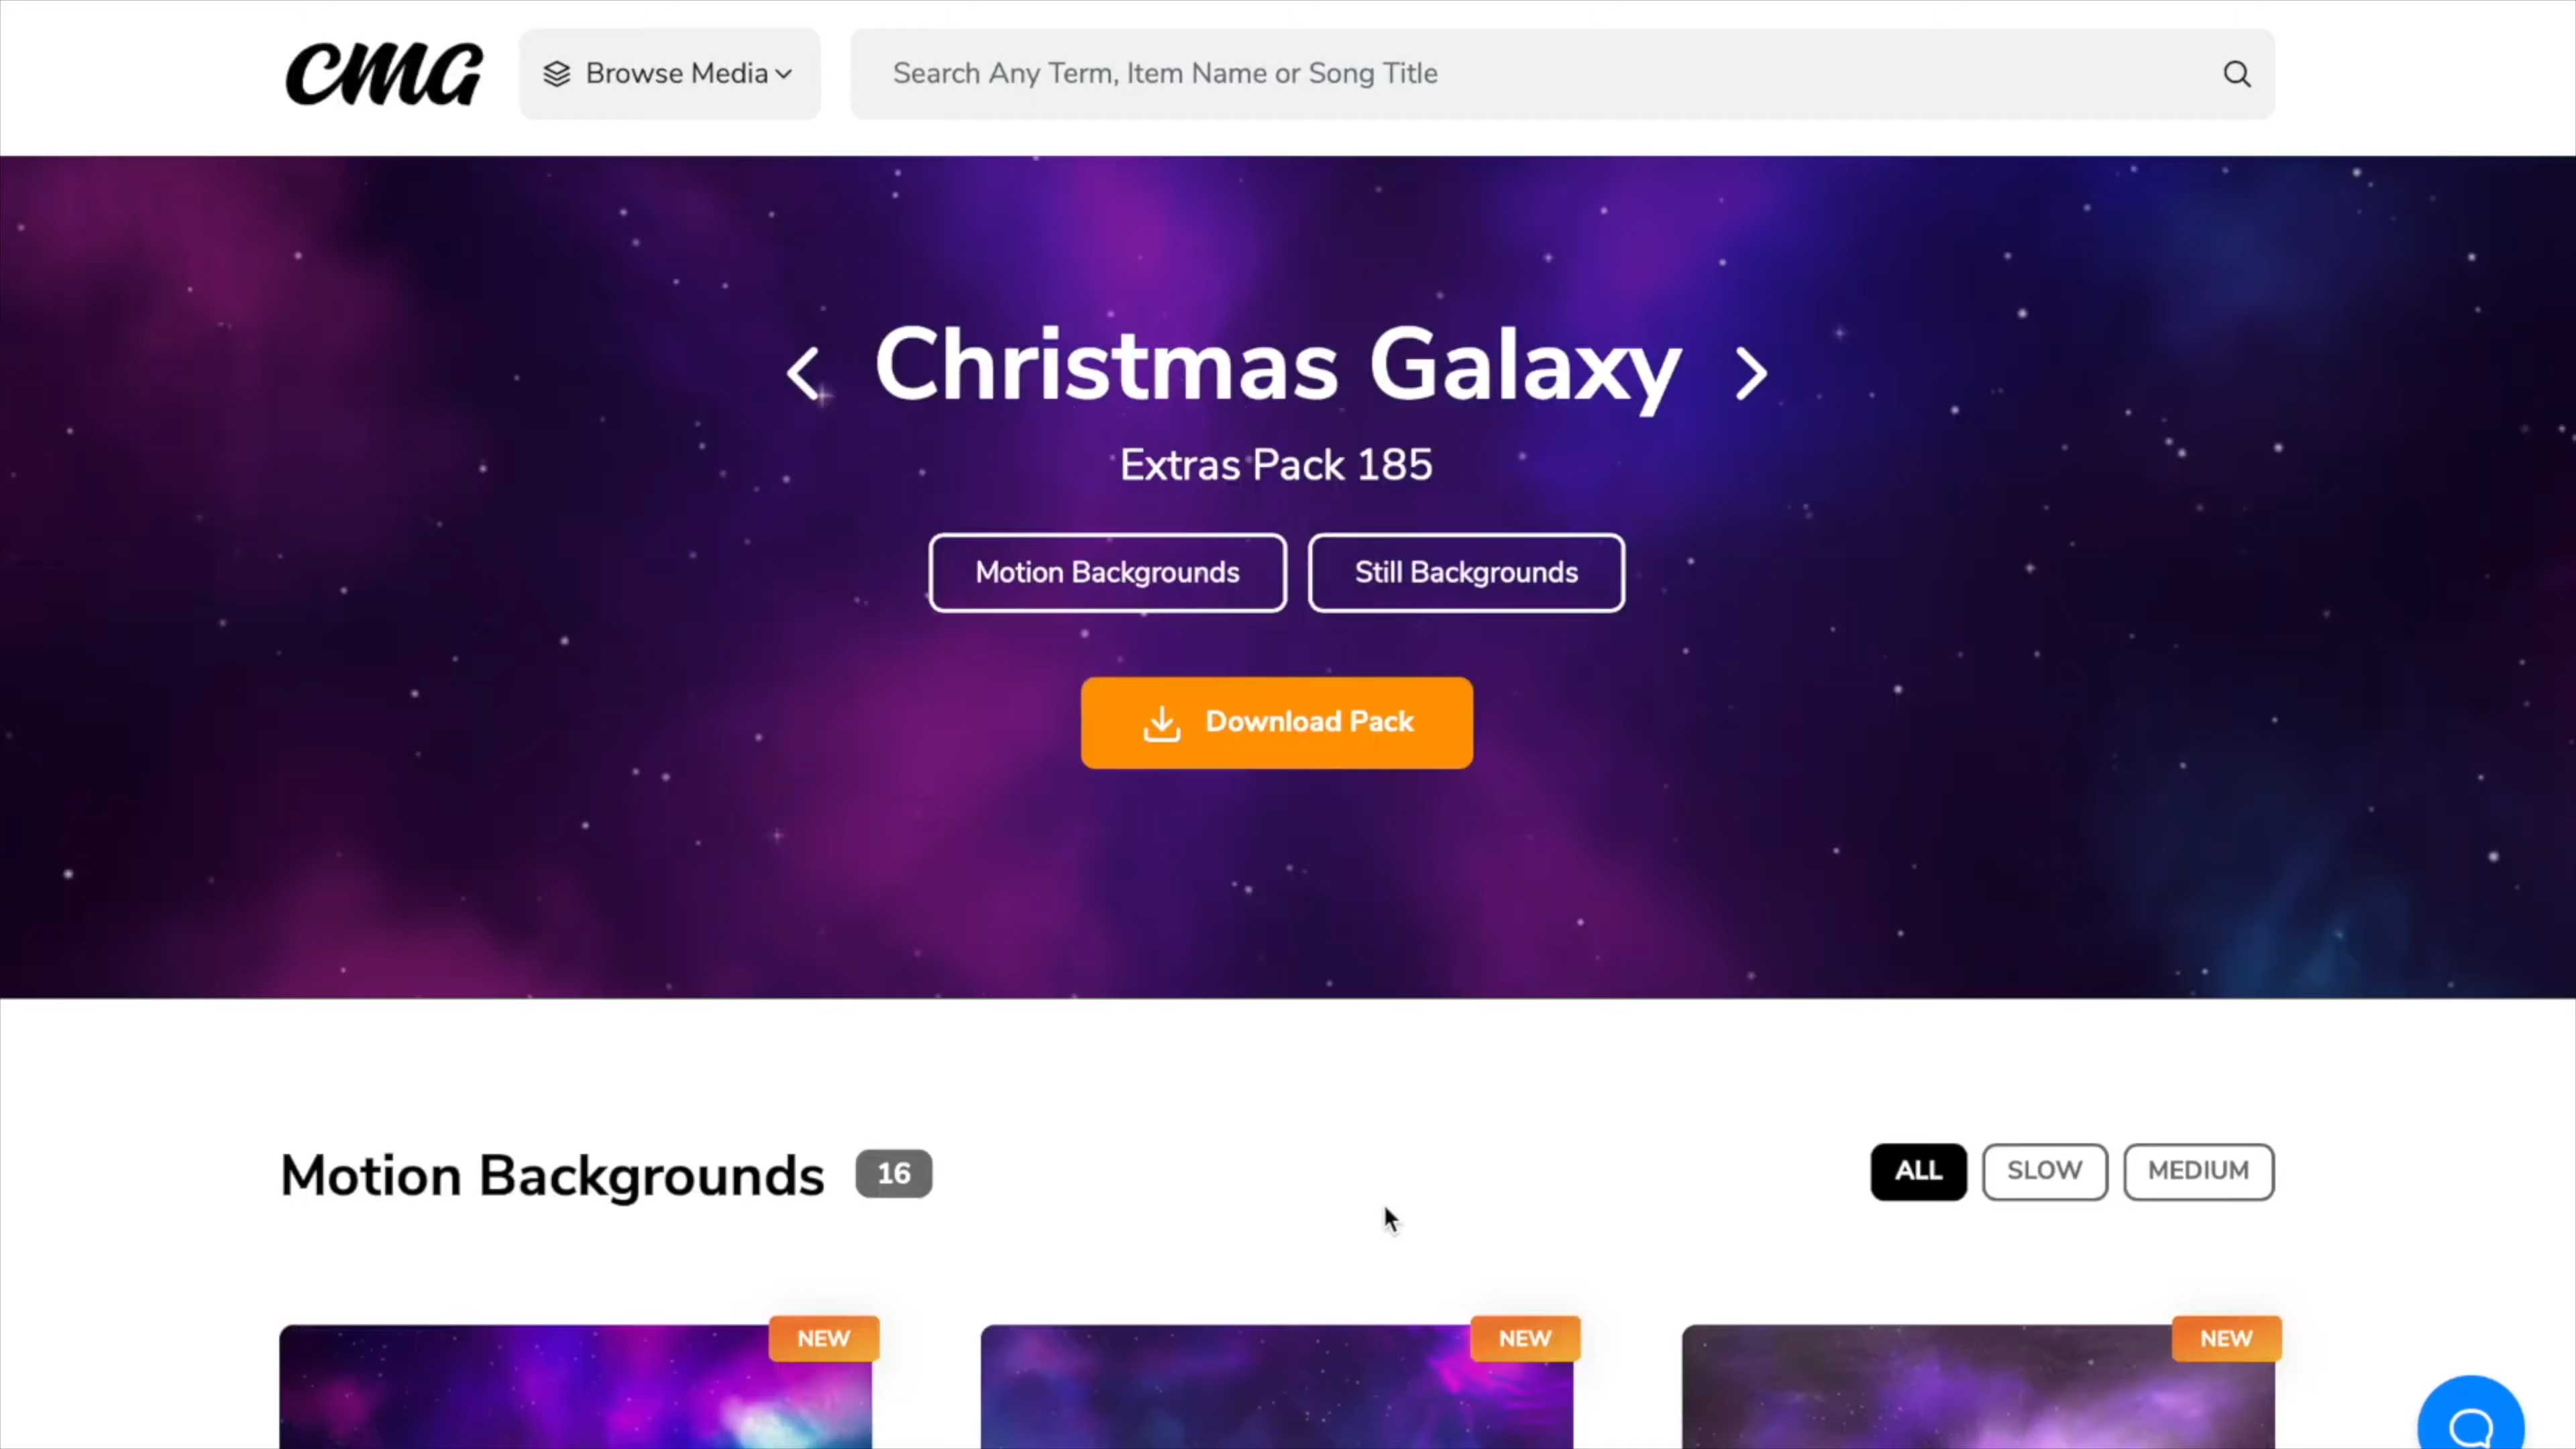 CMG
Browse Media
Search Any Term, Item Name or Song Title
Christmas Galaxy
Extras Pack 185
Motion Backgrounds
Still Backgrounds
Download Pack
Motion Backgrounds 16
ALL
SLOW
MEDIUM
NEW
NEW
NEW